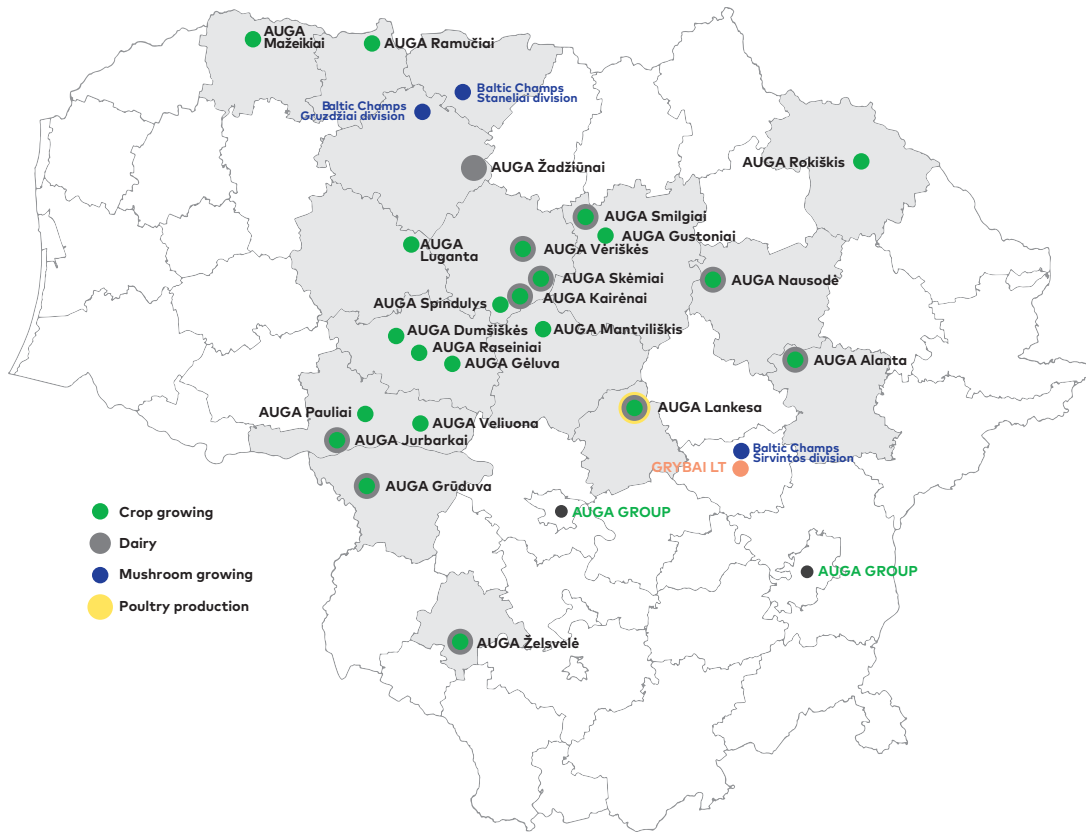 AUGA
Mažeikiai
AUGA Ramučiai
Baltic Champs
Staneliai division
Baltic Champs
Gruzdžiai division
AUGA Žadžiūnai
AUGA Rokiškis
AUGA Smilgiai
AUGA Gustoniai
AUGA
Luganta
AUGA Vėriškės
AUGA Skėmiai
AUGA Nausodė
AUGA Kairėnai
AUGA Spindulys
AUGA Dumšiškės
AUGA Mantviliškis
AUGA Raseiniai
AUGA Gėluva
AUGA Alanta
AUGA Pauliai
AUGA Lankesa
AUGA Veliuona
AUGA Jurbarkai
Baltic Champs
Širvintos division
GRYBAI LT
AUGA Grūduva
AUGA GROUP
AUGA GROUP
Crop growing
Dairy
Mushroom growing
Poultry production
AUGA Želsvelė